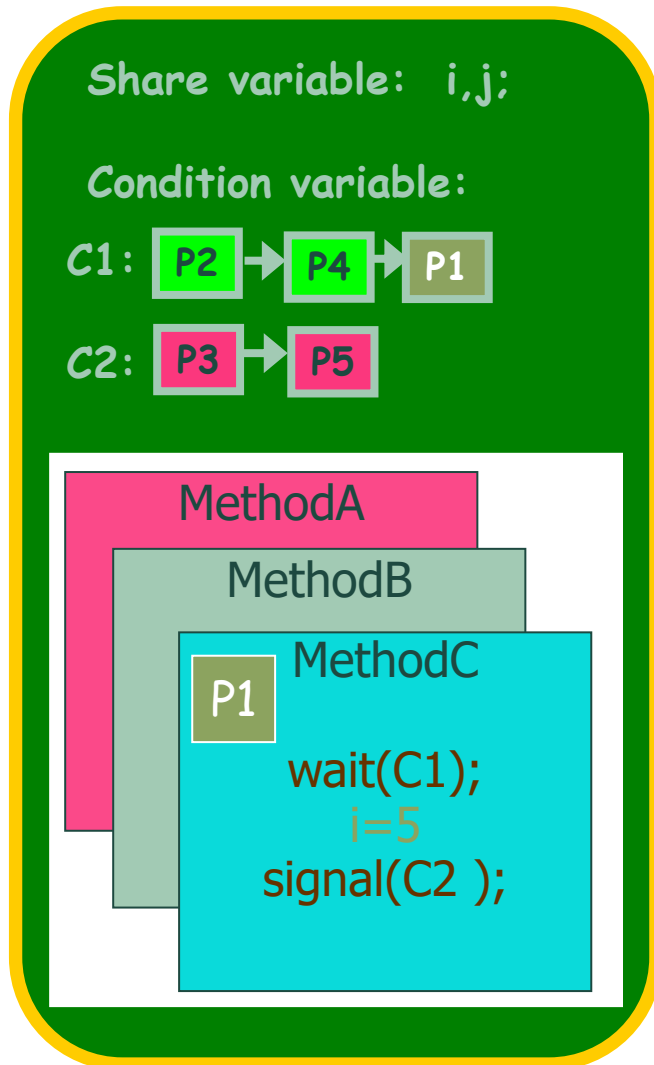 Share variable: i,j;
Condition variable:
C1: P2 P4 P1
C2: P3 P5
MethodA
MethodB
MethodC
P1
wait(C1);
i=5
signal(C2 );